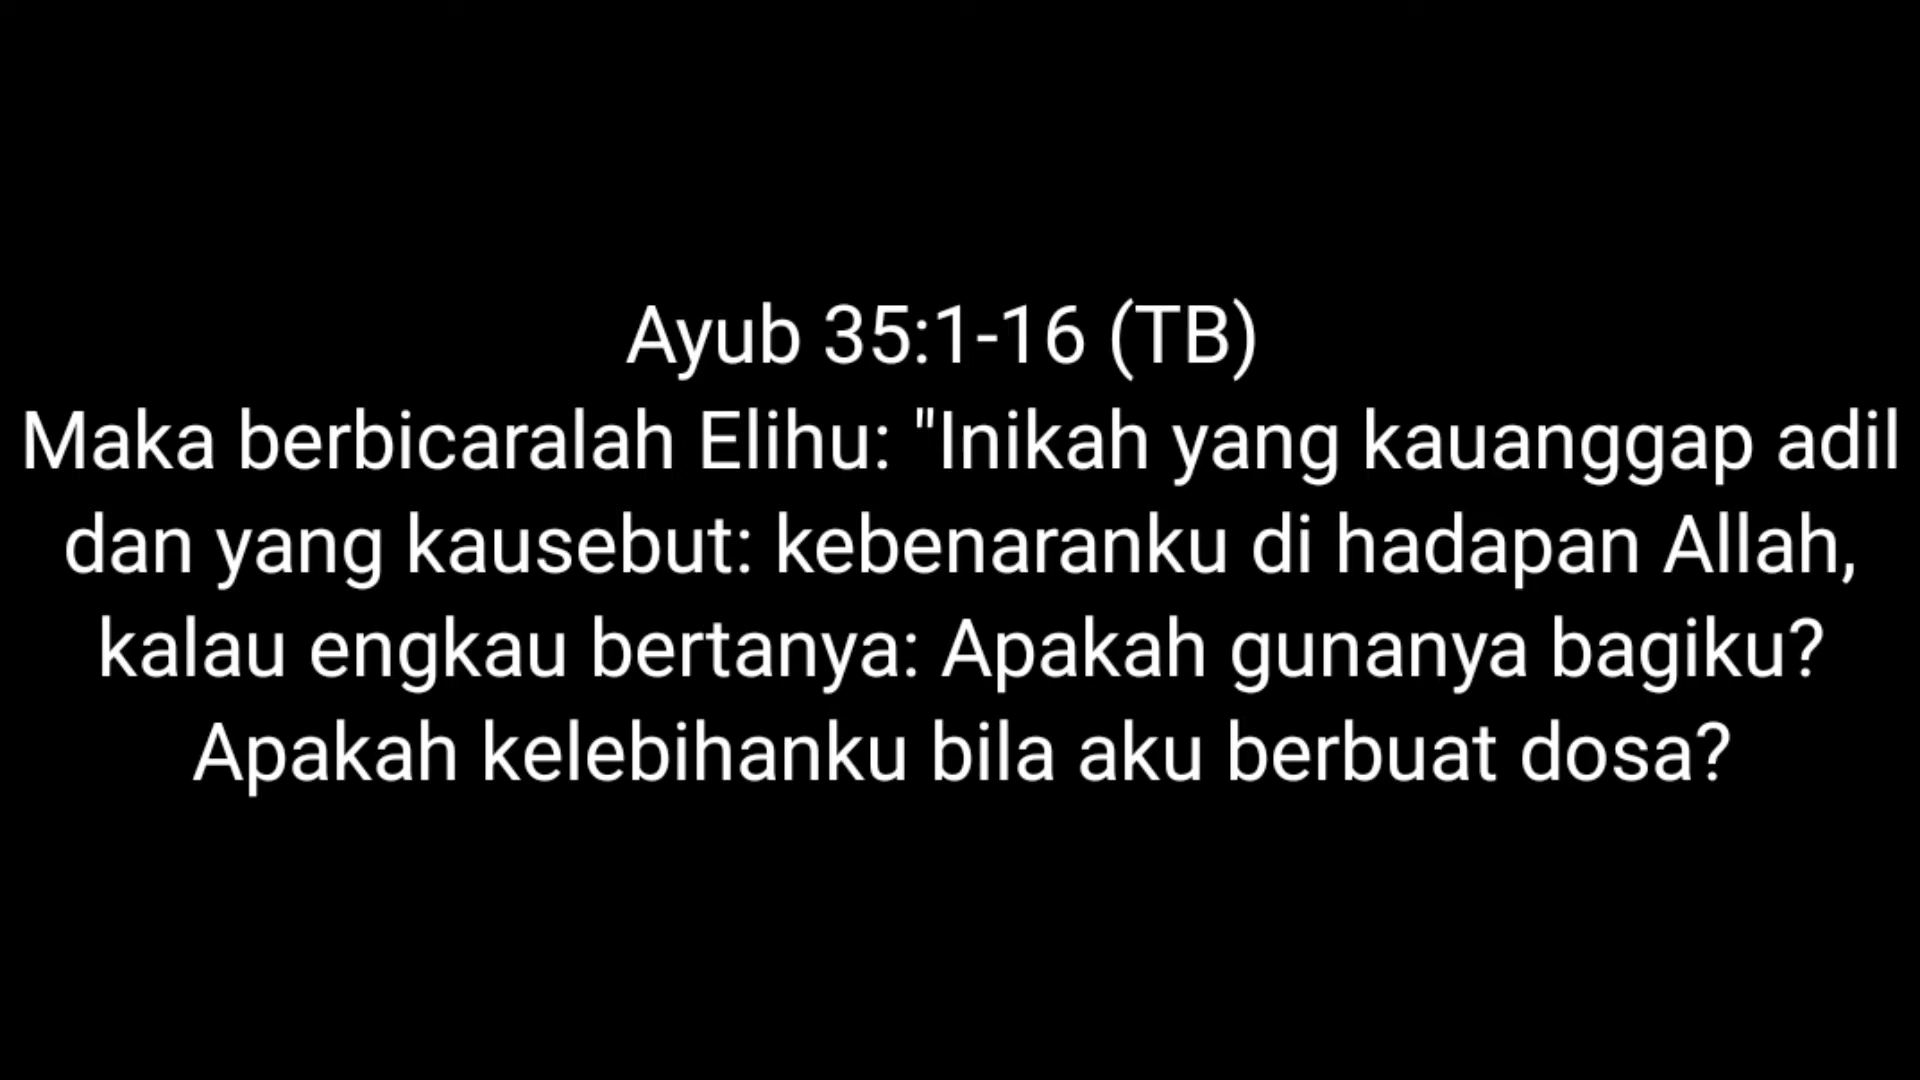 Ayub 35:1-16 (TB)
Maka berbicaralah Elihu: "Inikah yang kauanggap adil
dan yang kausebut: kebenaranku di hadapan Allah,
kalau engkau bertanya: Apakah gunanya bagiku?
Apakah kelebihanku bila aku berbuat dosa?